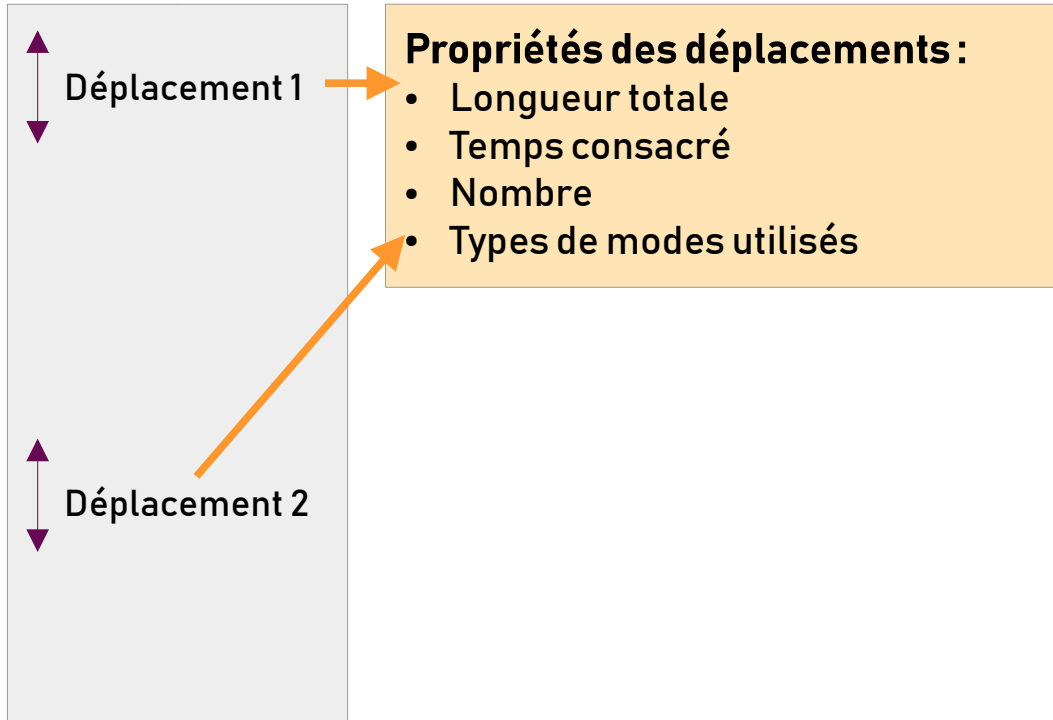 Déplacement 1
Propriétés des déplacements :
• Longueur totale
• Temps consacré
• Nombre
• Types de modes utilisés
Déplacement 2